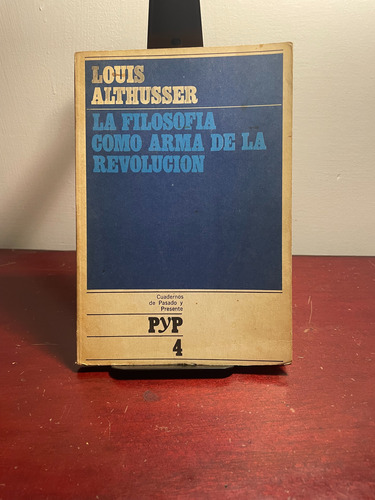 LOUIS
ALTHUSSER
LA FILOSOFIA
COMO ARMA DE LA
REVOLUCION
Cuadernos
de Pasado y
Presente
PYP
4